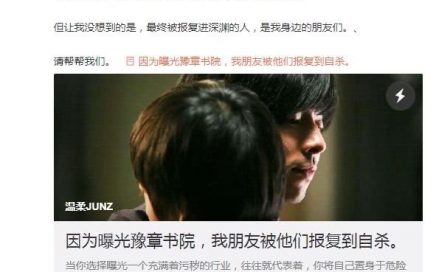 但让我没想到的是，最终被报复进深渊的人，是我身边的朋友们。、
请帮帮我们。 因为曝光豫章书院，我朋友被他们报复到自杀。
温柔JUNZ
因为曝光豫章书院，我朋友被他们报复到自杀。
当你选择曝光一个充满着污秽的行业，往往就代表着，你将自己置身于危险